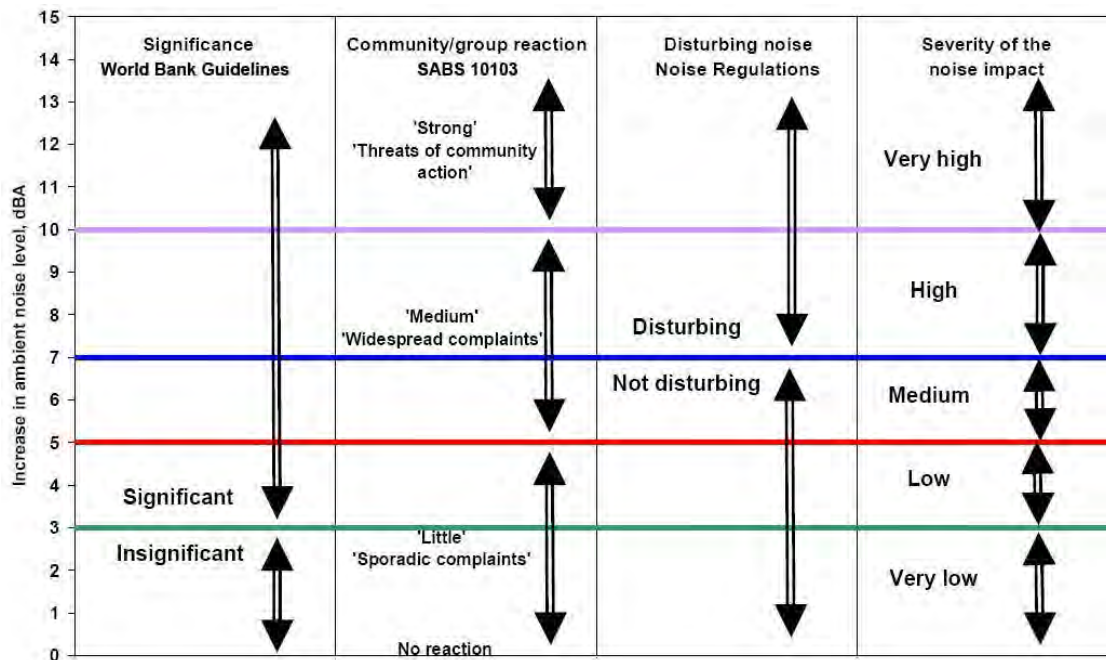 Increase in ambient noise level, dBA
15
14
13
12
11
10
9
8
7
6
5
4
3
2
1
0
Significance
World Bank Guidelines
Significant
Insignificant
Community/group reaction
SABS 10103
'Strong'
'Threats of community
action'
'Medium'
'Widespread complaints'
'Little'
'Sporadic complaints'
No reaction
Disturbing noise
Noise Regulations
Disturbing
Not disturbing
Severity of the
noise impact
Very high
High
Medium
Low
Very low